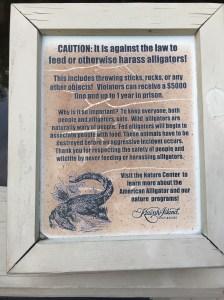 CAUTION: It is against the law to
feed or otherwise harass alligators!
This includes throwing sticks, rocks, or any
other objects! Violators can receive a $5000
fine and up to 1 year in prison.
Why is it so important? To keep everyone, both
people and alligators, safe. Wild alligators are
naturally wary of people. Fed alligators will begin to
associate people with food. These animals have to be
destroyed before an aggressive incident occurs.
Thank you for respecting the safety of people and
wildlife by never feeding or harassing alligators.
Visit the Nature Center to
learn more about the
American Alligator and our
nature programs!
Kiawah Island